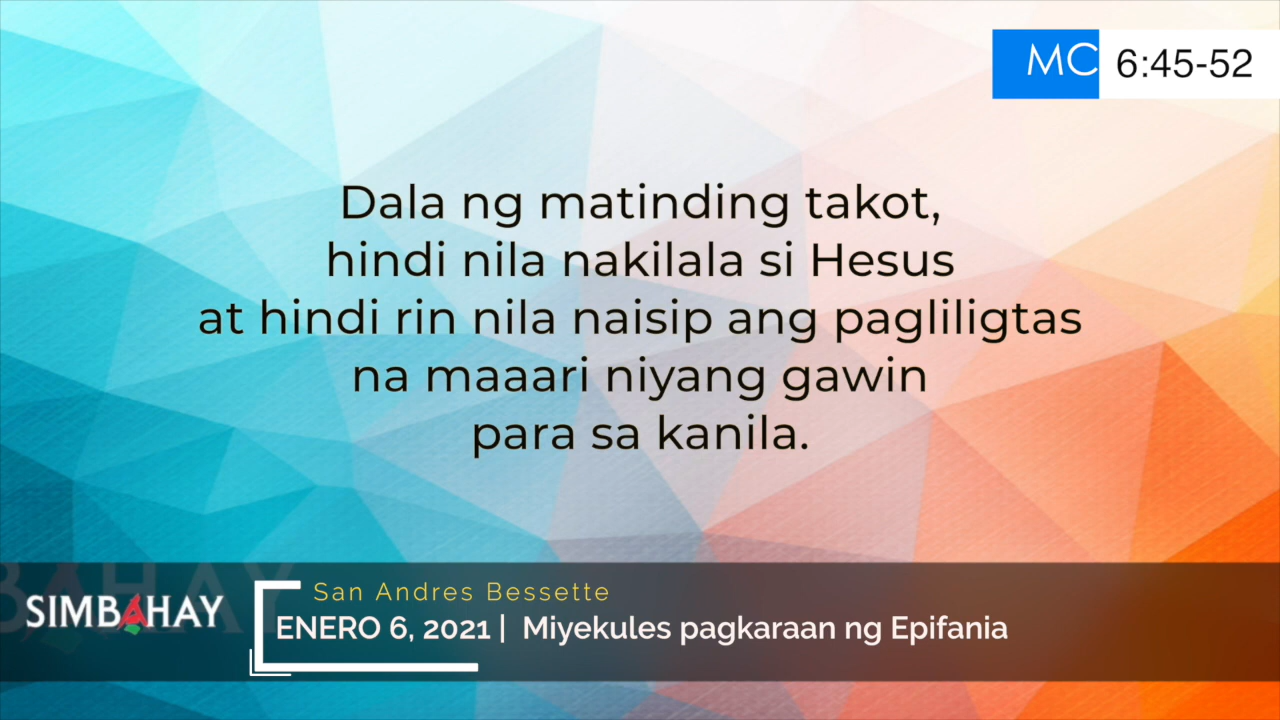 MC 6:45-52
Dala ng matinding takot,
hindi nila nakilala si Hesus
at hindi rin nila naisip ang pagliligtas
na maaari niyang gawin
para sa kanila.
SIMBAHAY
San Andres Bessette
ENERO 6, 2021 | Miyekules pagkaraan ng Epifania